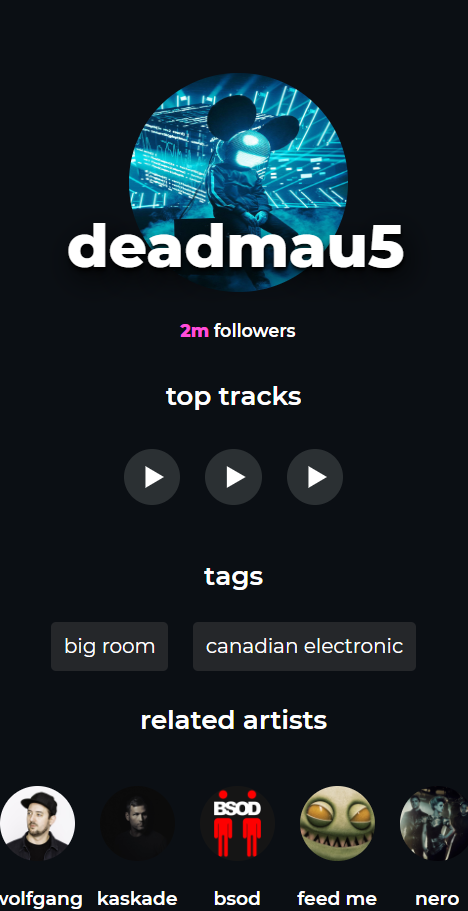 deadmau5
2m followers
top tracks
tags
big room canadian electronic
related artists
BSOD
wolfgang kaskade bsod feed me nero